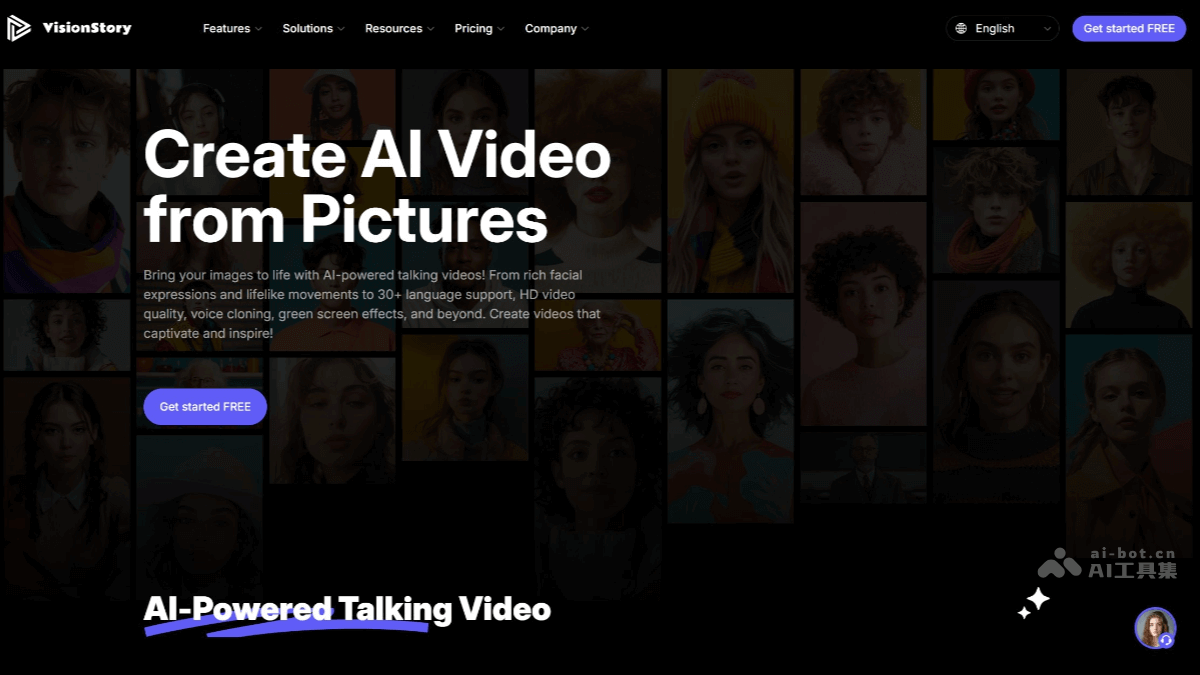 VisionStory
Features
Solutions
Resources
Pricing
Company
English
Get started FREE
Create AI Video
from Pictures
Bring your images to life with AI-powered talking videos! From rich facial
expressions and lifelike movements to 30+ language support, HD video
quality, voice cloning, green screen effects, and beyond. Create videos that
captivate and inspire!
Get started FREE
ai-bot.cn
AI工具集
AI-Powered Talking Video